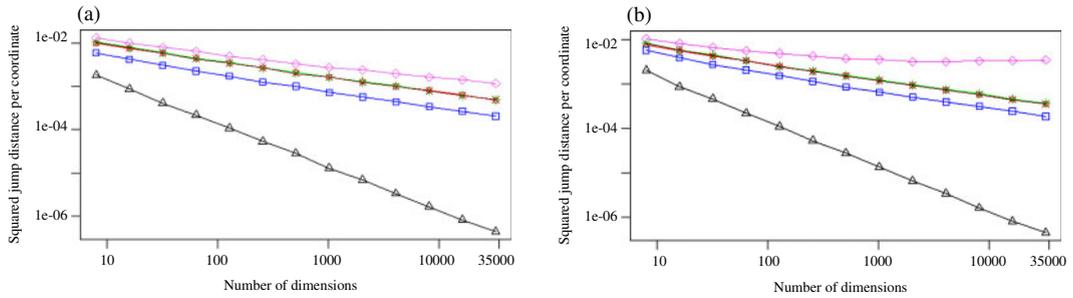 (a)
Squared jump distance per coordinate
1e-02
1e-04
1e-06
10 100 1000 10000 35000
Number of dimensions
(b)
Squared jump distance per coordinate
1e-02
1e-04
1e-06
10 100 1000 10000 35000
Number of dimensions